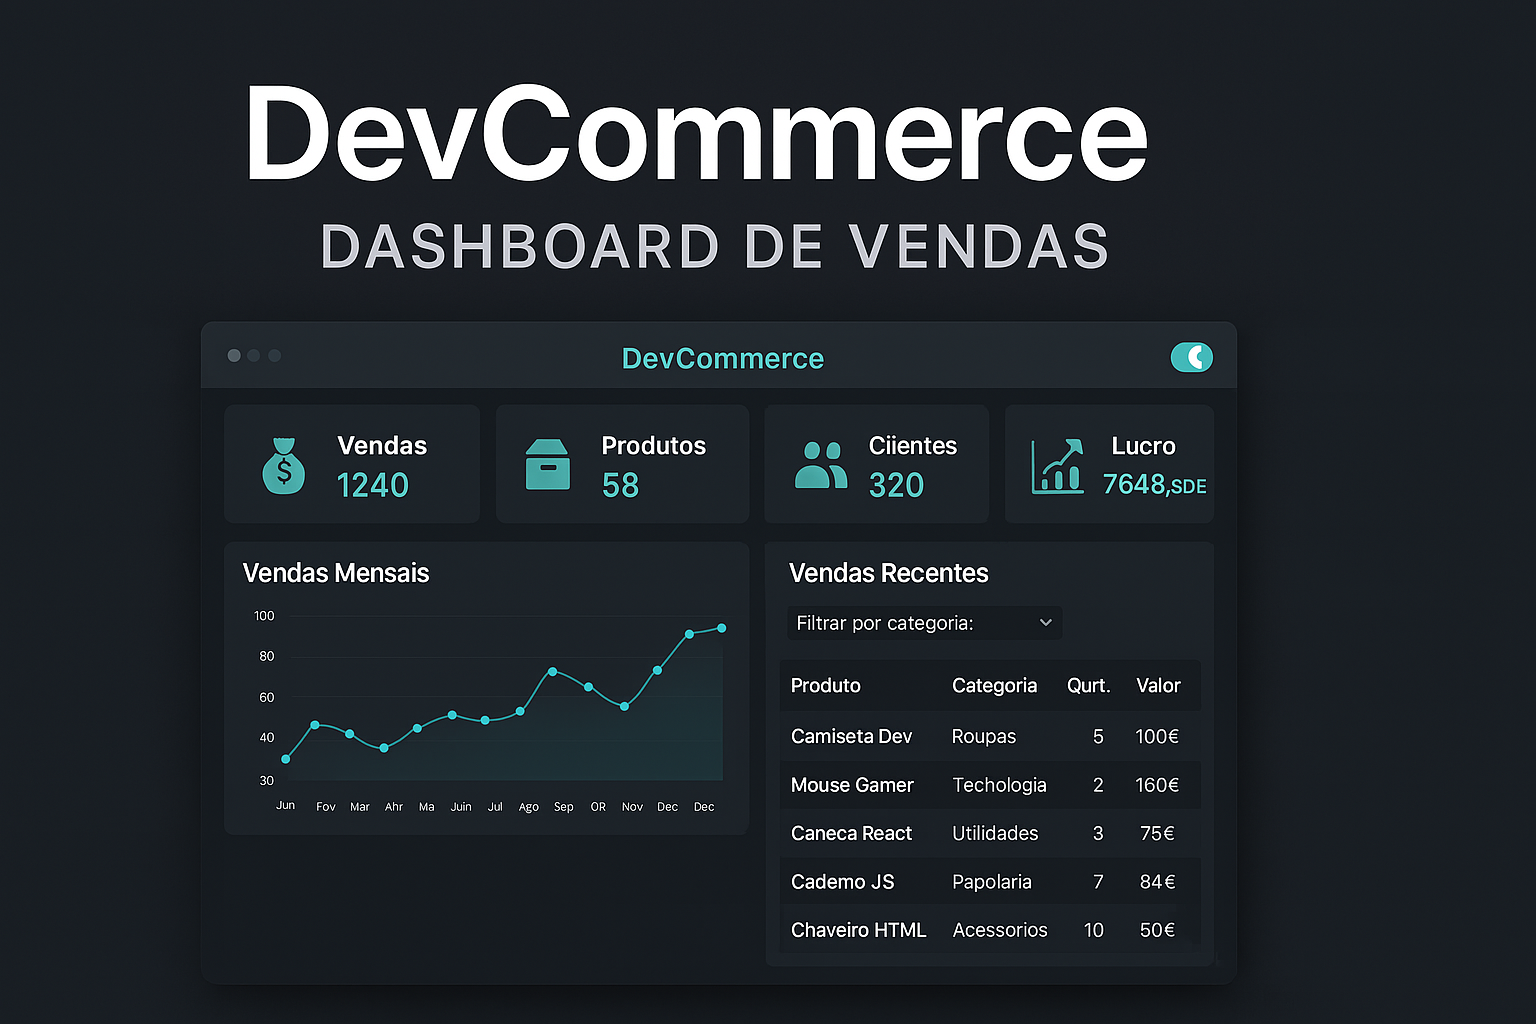 DevCommerce
DASHBOARD DE VENDAS
DevCommerce
Vendas
1240
Produtos
58
Ciientes
320
Lucro
7648,SDE
Vendas Mensais
100
80
60
40
30
Jun Fov Mar Ahr Ma Juin Jul Ago Sep OR Nov Dec Dec
Vendas Recentes
Filtrar por categoria:
Produto Categoria Qurt. Valor
Camiseta Dev Roupas 5 100€
Mouse Gamer Techologia 2 160€
Caneca React Utilidades 3 75€
Cademo JS Papolaria 7 84€
Chaveiro HTML Acessorios 10 50€